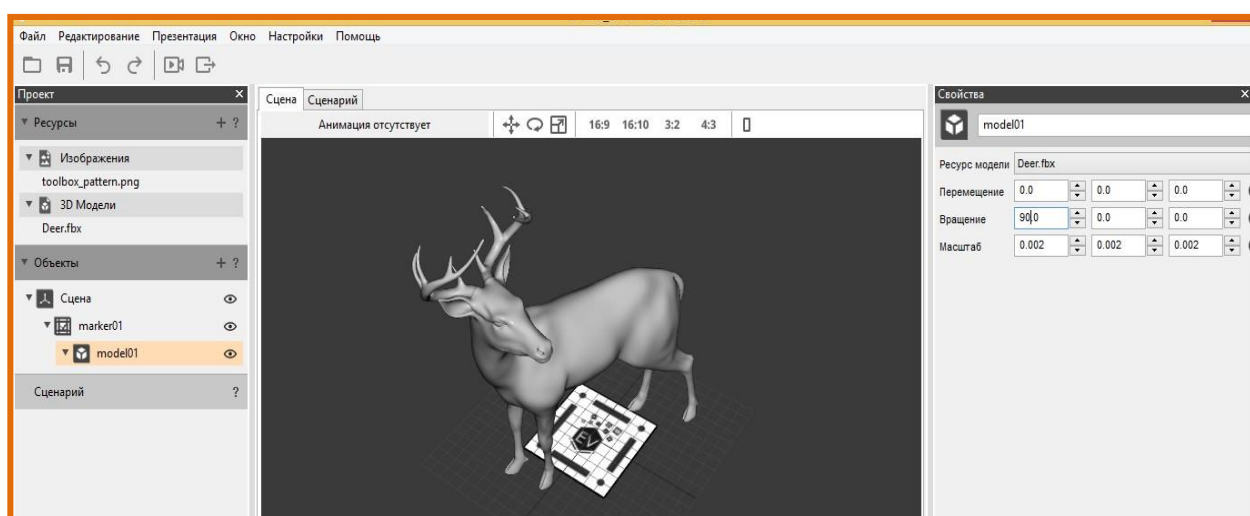 Файл Редактирование Презентация Окно Настройки Помощь
Проект x
Ресурсы + ?
Изображения
toolbox_pattern.png
3D Модели
Deer.fbx
Объекты + ?
Сцена
marker01
model01
Сценарий ?
Сцена Сценарий
Анимация отсутствует 16:9 16:10 3:2 4:3
EV
Свойства x
model01
Ресурс модели Deer.fbx
Перемещение 0.0 0.0 0.0
Вращение 90.0 0.0 0.0
Масштаб 0.002 0.002 0.002